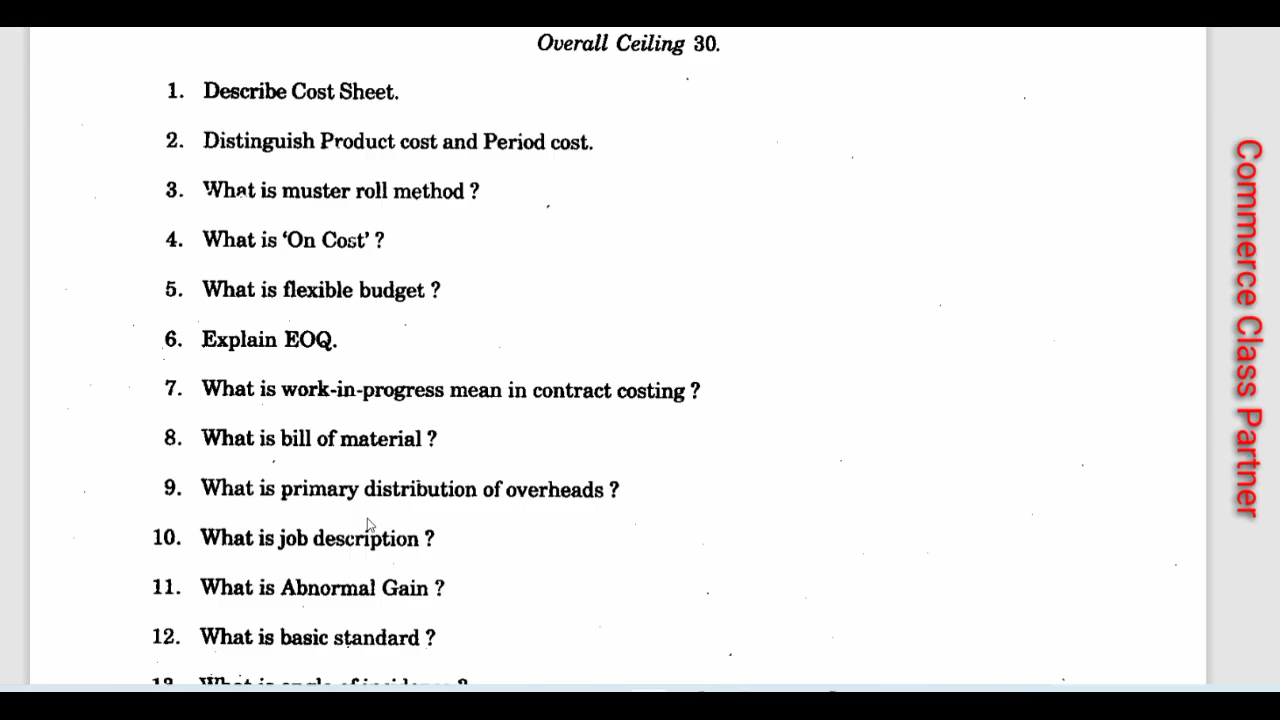 Overall Ceiling 30.
1. Describe Cost Sheet.
2. Distinguish Product cost and Period cost.
3. What is muster roll method ?
4. What is ‘On Cost’ ?
5. What is flexible budget ?
6. Explain EOQ.
7. What is work-in-progress mean in contract costing ?
8. What is bill of material ?
9. What is primary distribution of overheads ?
10. What is job description ?
11. What is Abnormal Gain ?
12. What is basic standard ?
Commerce Class Partner